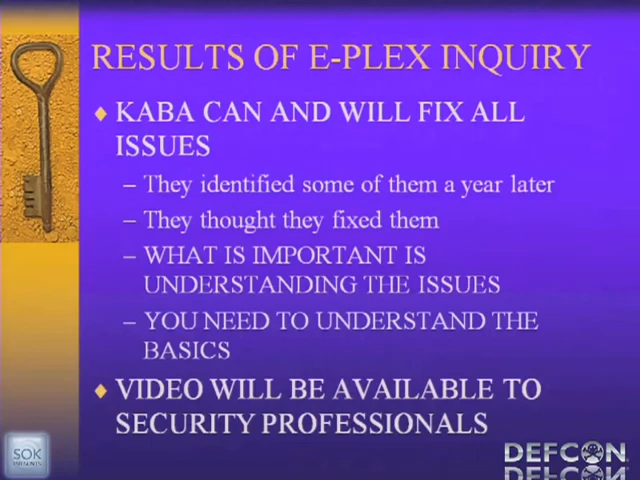 RESULTS OF E-PLEX INQUIRY
♦ KABA CAN AND WILL FIX ALL
ISSUES
– They identified some of them a year later
– They thought they fixed them
– WHAT IS IMPORTANT IS
UNDERSTANDING THE ISSUES
– YOU NEED TO UNDERSTAND THE
BASICS
♦ VIDEO WILL BE AVAILABLE TO
SECURITY PROFESSIONALS
SOK
PRESENTS
DEFCON